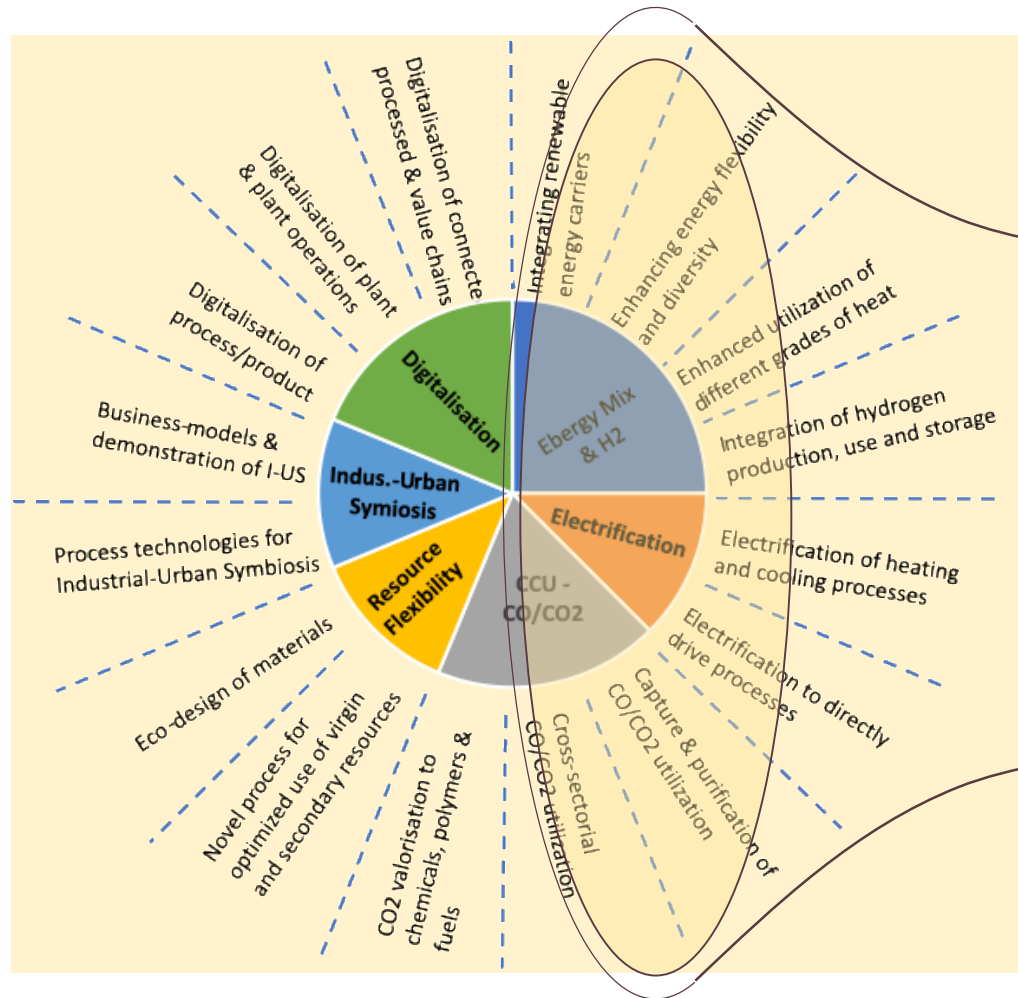 Integrating renewable
energy carriers
Enhancing energy flexibility
and diversity
Enhanced utilization of
different grades of heat
Integration of hydrogen
production, use and storage
Electrification of heating
and cooling processes
Electrification to directly
drive processes
Capture & purification of
CO/CO2 utilization
Cross-sectorial
CO/CO2 utilization
CO2 valorisation to
chemicals, polymers &
fuels
Novel process for
optimized use of virgin
and secondary resources
Eco-design of materials
Process technologies for
Industrial-Urban Symbiosis
Business-models &
demonstration of I-US
Digitalisation of
process/product
Digitalisation of plant
& plant operations
Digitalisation of connecte
processed & value chains
Digitalisation
Ebergy Mix
& H2
Electrification
CCU -
CO/CO2
Resource
Flexibility
Indus.-Urban
Symiosis